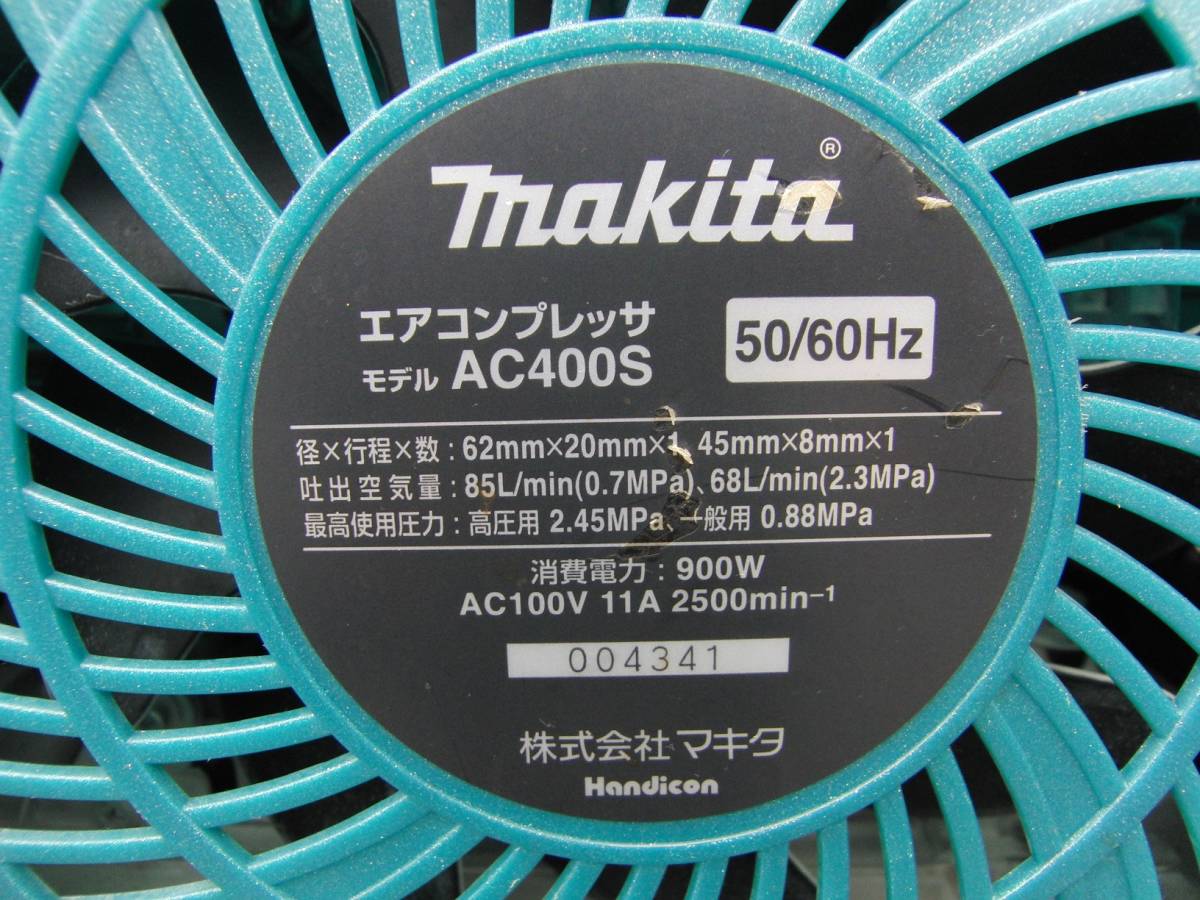 makita®
エアコンプレッサ
モデル AC400S
50/60Hz
径×行程×数:62mm×20mm×1、45mm×8mm×1
吐出空気量:85L/min(0.7MPa)、68L/min(2.3MPa)
最高使用圧力:高圧用 2.45MPa 一般用 0.88MPa
消費電力:900W
AC100V 11A 2500min⁻¹
004341
株式会社マキタ
Handicon